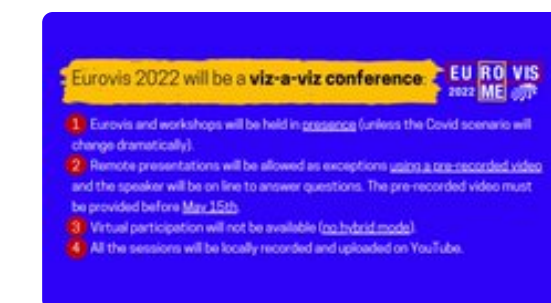 Eurovis 2022 will be a viz-a-viz conference:
EU RO VIS
2022 ME
1 Eurovis and workshops will be held in presence (unless the Covid scenario will
change dramatically).
2 Remote presentations will be allowed as exceptions using a pre-recorded video
and the speaker will be on line to answer questions. The pre-recorded video must
be provided before May 15th.
3 Virtual participation will not be available (no hybrid mode).
4 All the sessions will be locally recorded and uploaded on YouTube.